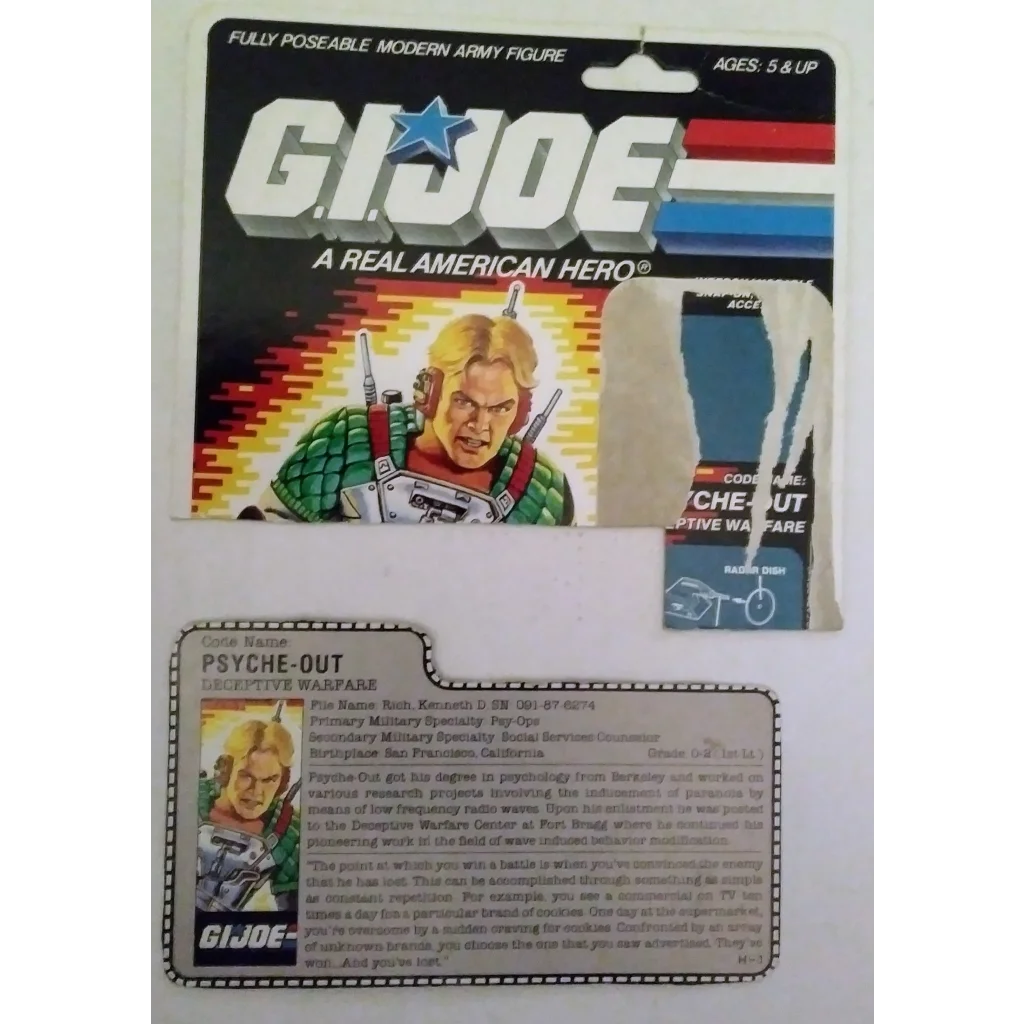 FULLY POSEABLE MODERN ARMY FIGURE
AGES: 5 & UP
G.I. JOE
A REAL AMERICAN HERO®
CODE NAME:
YCHE-OUT
EPTIVE WARFARE
RADAR DISH
Code Name:
PSYCHE-OUT
DECEPTIVE WARFARE
File Name: Rich, Kenneth D. SN: 091-87-6274
Primary Military Specialty: Psy-Ops
Secondary Military Specialty: Social Services Counselor
Birthplace: San Francisco, California Grade: O-2 (1st Lt.)
Psyche-Out got his degree in psychology from Berkeley and worked on
various research projects involving the inducement of paranoia by
means of low frequency radio waves. Upon his enlistment he was posted
to the Deceptive Warfare Center at Fort Bragg where he continued his
pioneering work in the field of wave induced behavior modification.
"The point at which you win a battle is when you've convinced the enemy
that he has lost. This can be accomplished through something as simple
as constant repetition. For example, you see a commercial on TV ten
times a day for a particular brand of cookies. One day at the supermarket,
you're overcome by a sudden craving for cookies. Confronted by an array
of unknown brands, you choose the one that you saw advertised. They've
won...And you've lost."
G.I. JOE